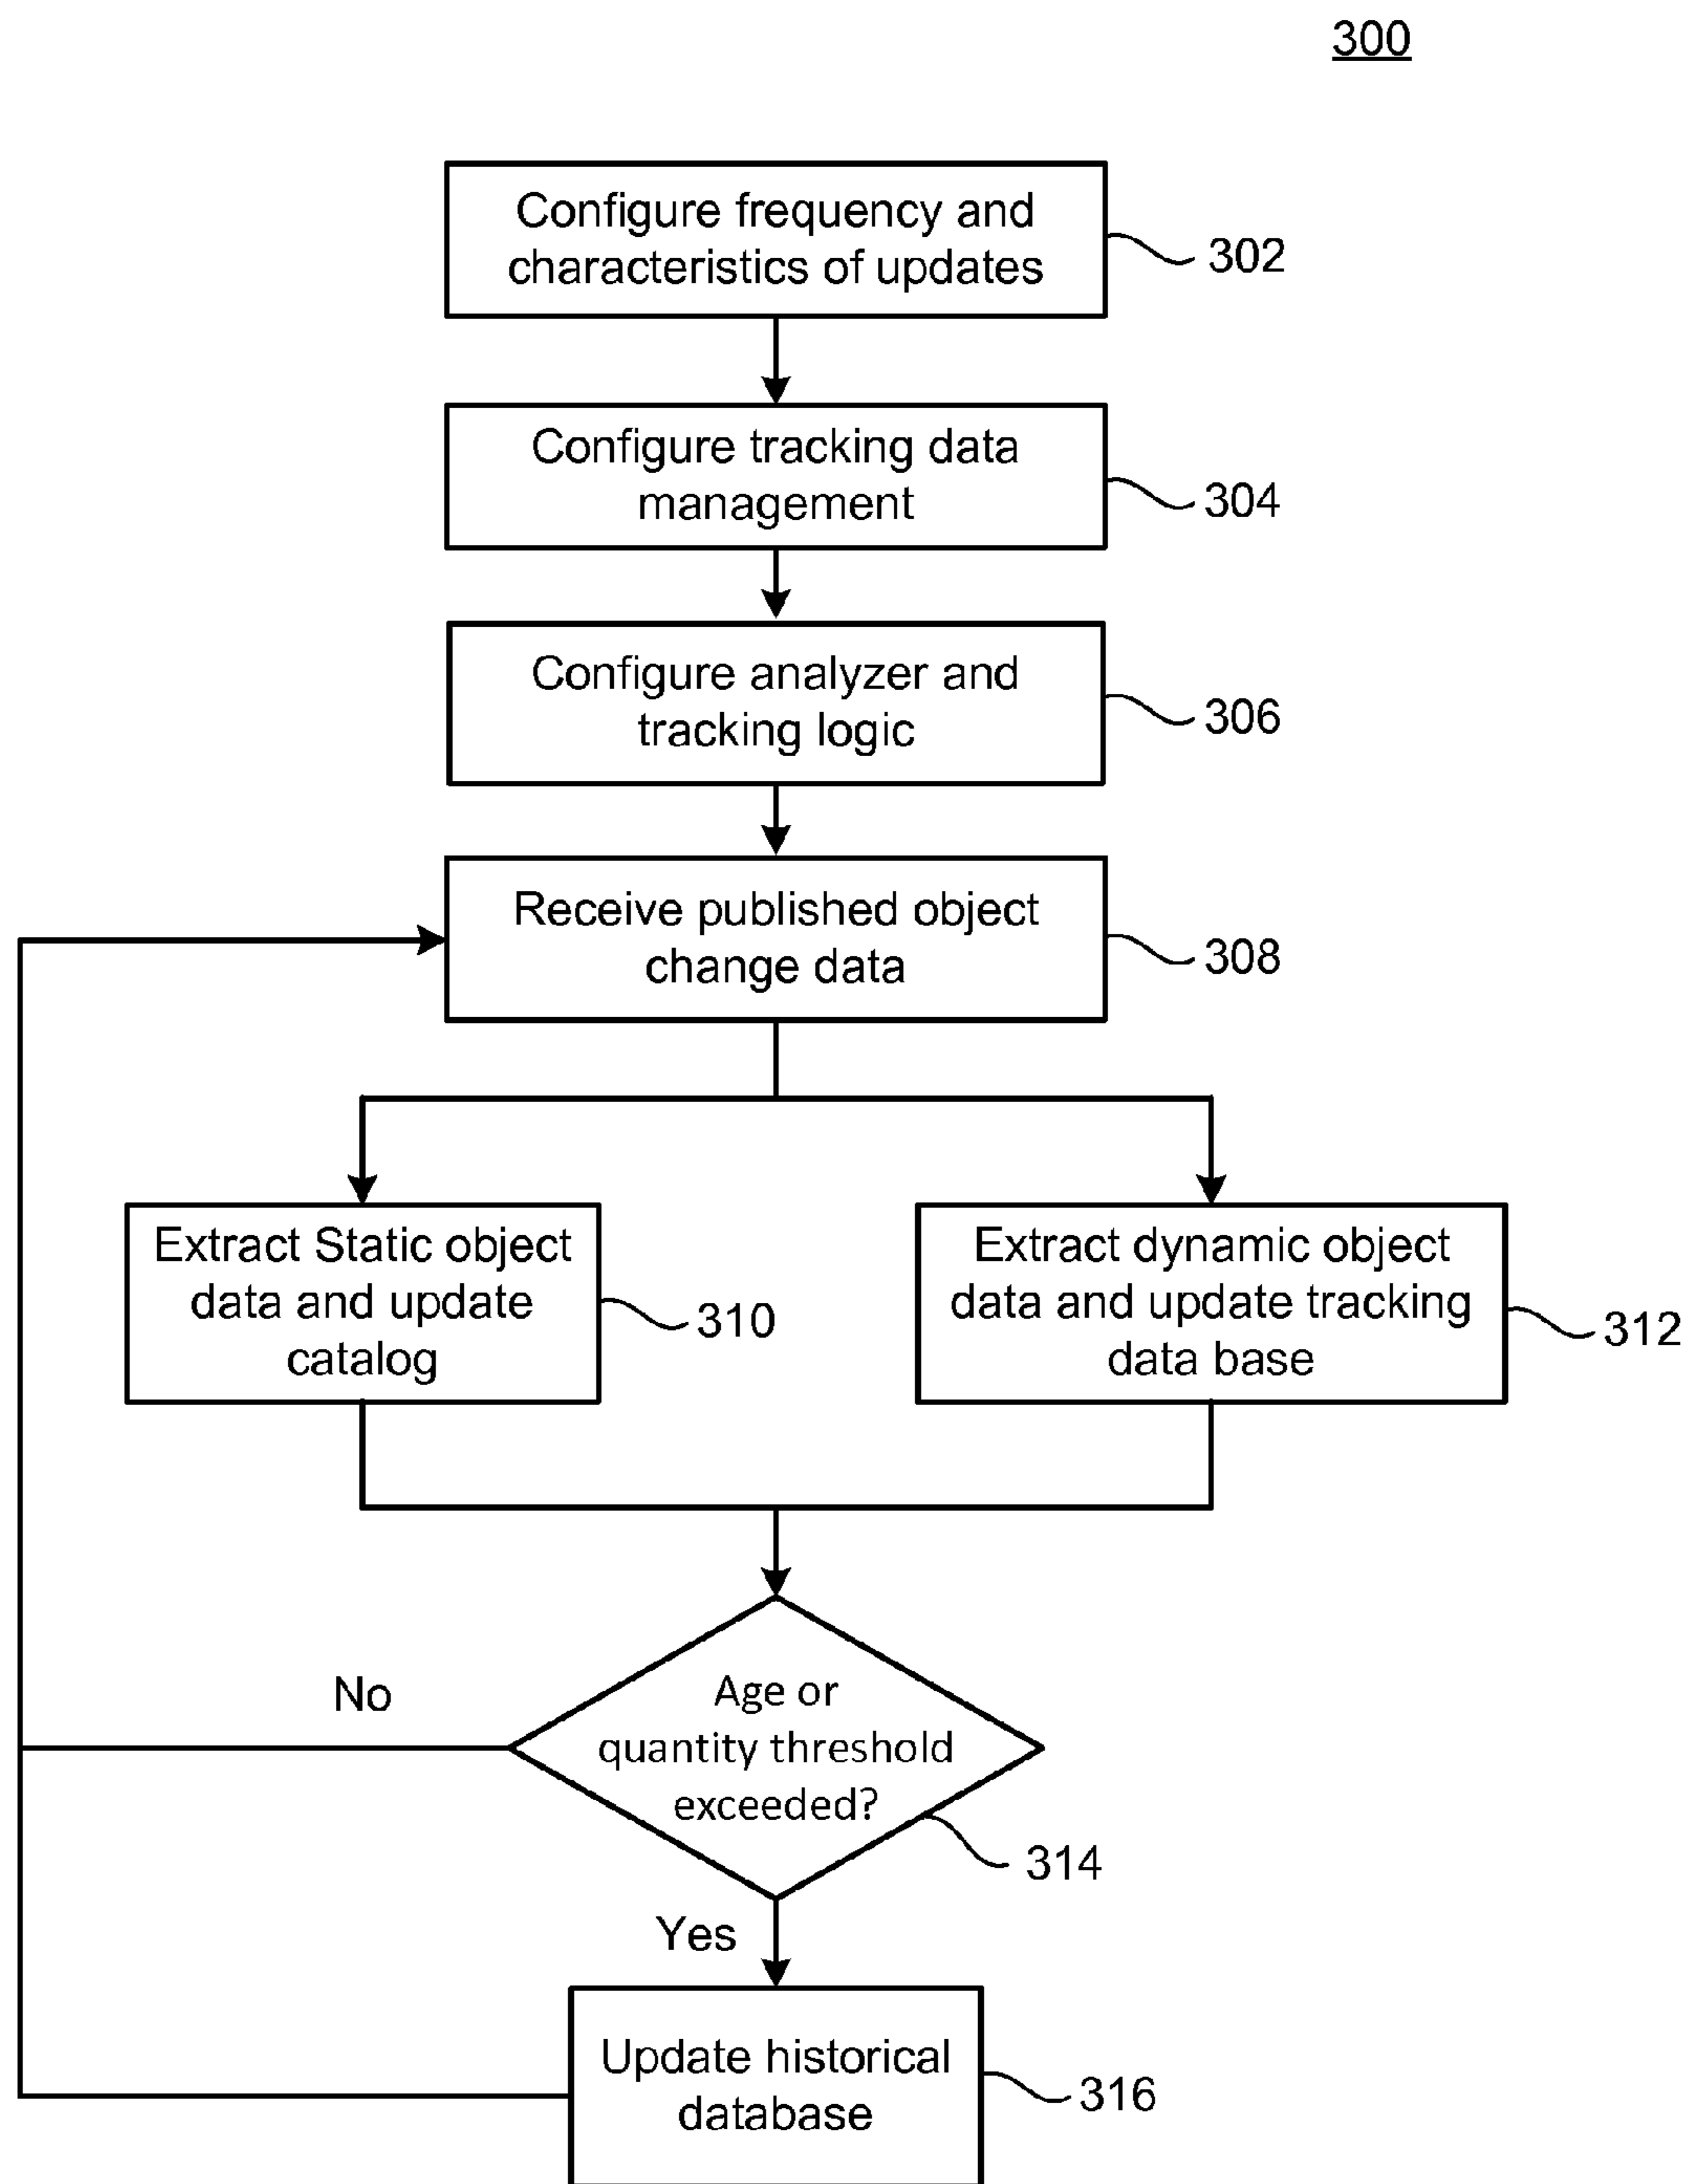 300
Configure frequency and
characteristics of updates
302
Configure tracking data
management
304
Configure analyzer and
tracking logic
306
Receive published object
change data
308
Extract Static object
data and update
catalog
310
Extract dynamic object
data and update tracking
data base
312
Age or
quantity threshold
exceeded?
314
No
Yes
Update historical
database
316